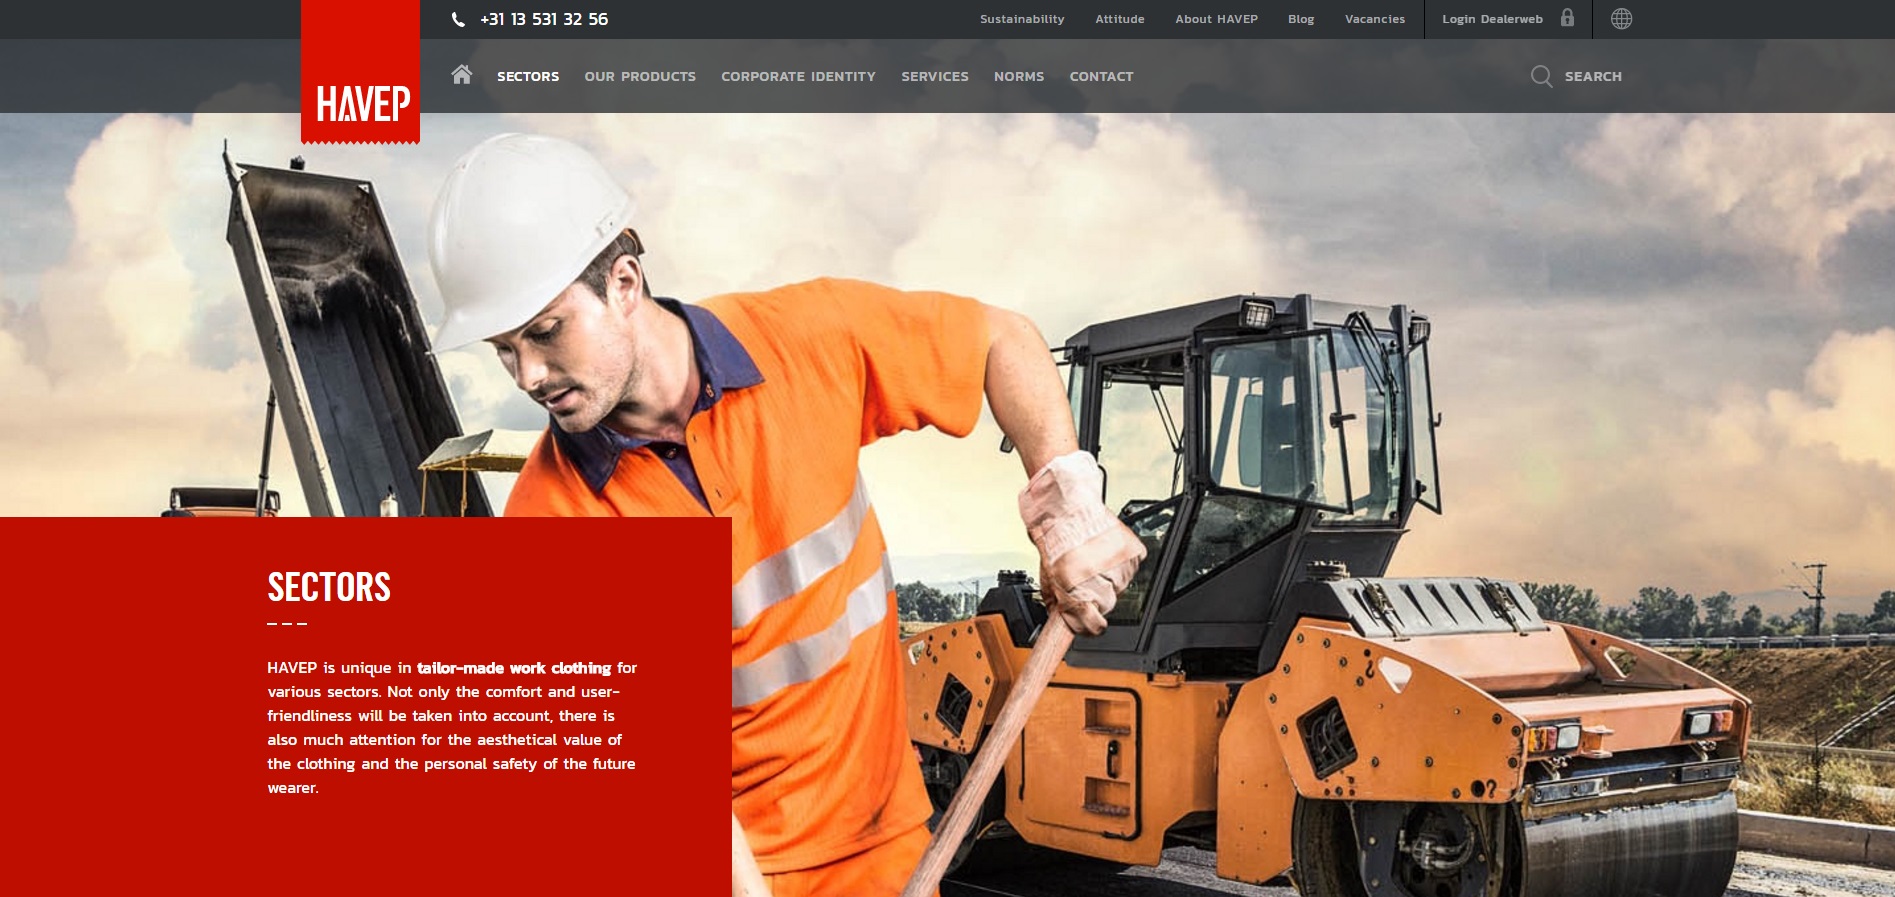 +31 13 531 32 56
Sustainability
Attitude
About HAVEP
Blog
Vacancies
Login Dealerweb
HAVEP
SECTORS
OUR PRODUCTS
CORPORATE IDENTITY
SERVICES
NORMS
CONTACT
SEARCH
SECTORS
HAVEP is unique in tailor-made work clothing for
various sectors. Not only the comfort and user-
friendliness will be taken into account, there is
also much attention for the aesthetical value of
the clothing and the personal safety of the future
wearer.